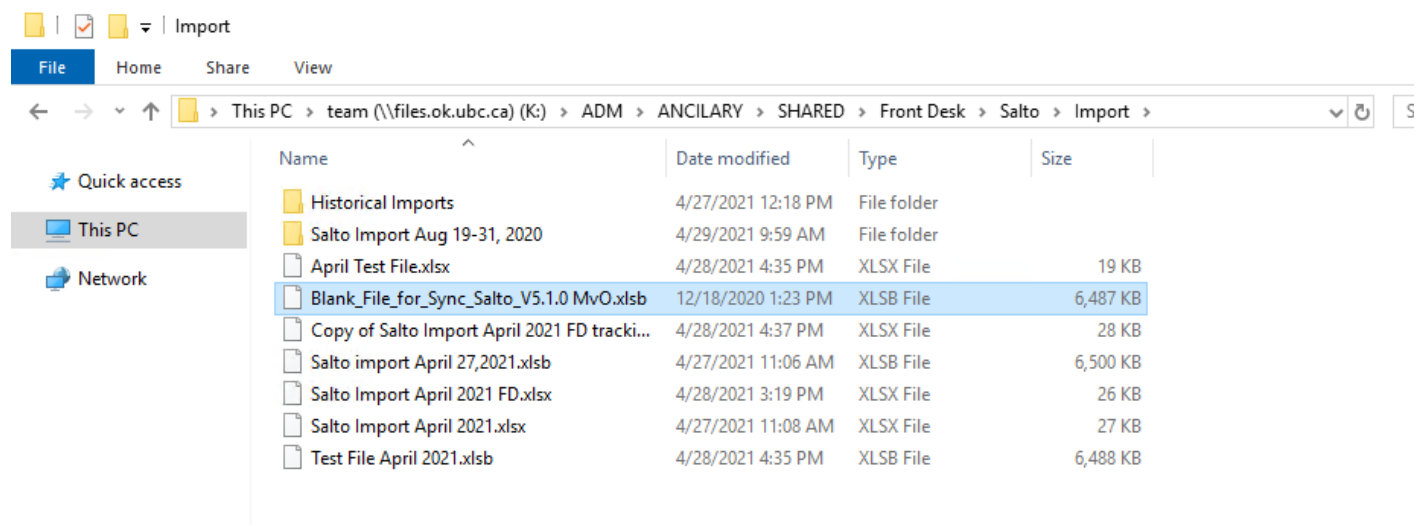 Import
File Home Share View
This PC > team (\\files.ok.ubc.ca) (K:) > ADM > ANCILARY > SHARED > Front Desk > Salto > Import >
Quick access
This PC
Network
Name Date modified Type Size
Historical Imports 4/27/2021 12:18 PM File folder
Salto Import Aug 19-31, 2020 4/29/2021 9:59 AM File folder
April Test File.xlsx 4/28/2021 4:35 PM XLSX File 19 KB
Blank_File_for_Sync_Salto_V5.1.0 MvO.xlsb 12/18/2020 1:23 PM XLSB File 6,487 KB
Copy of Salto Import April 2021 FD tracki... 4/28/2021 4:37 PM XLSX File 28 KB
Salto import April 27,2021.xlsb 4/27/2021 11:06 AM XLSB File 6,500 KB
Salto Import April 2021 FD.xlsx 4/28/2021 3:19 PM XLSX File 26 KB
Salto Import April 2021.xlsx 4/27/2021 11:08 AM XLSX File 27 KB
Test File April 2021.xlsb 4/28/2021 4:35 PM XLSB File 6,488 KB